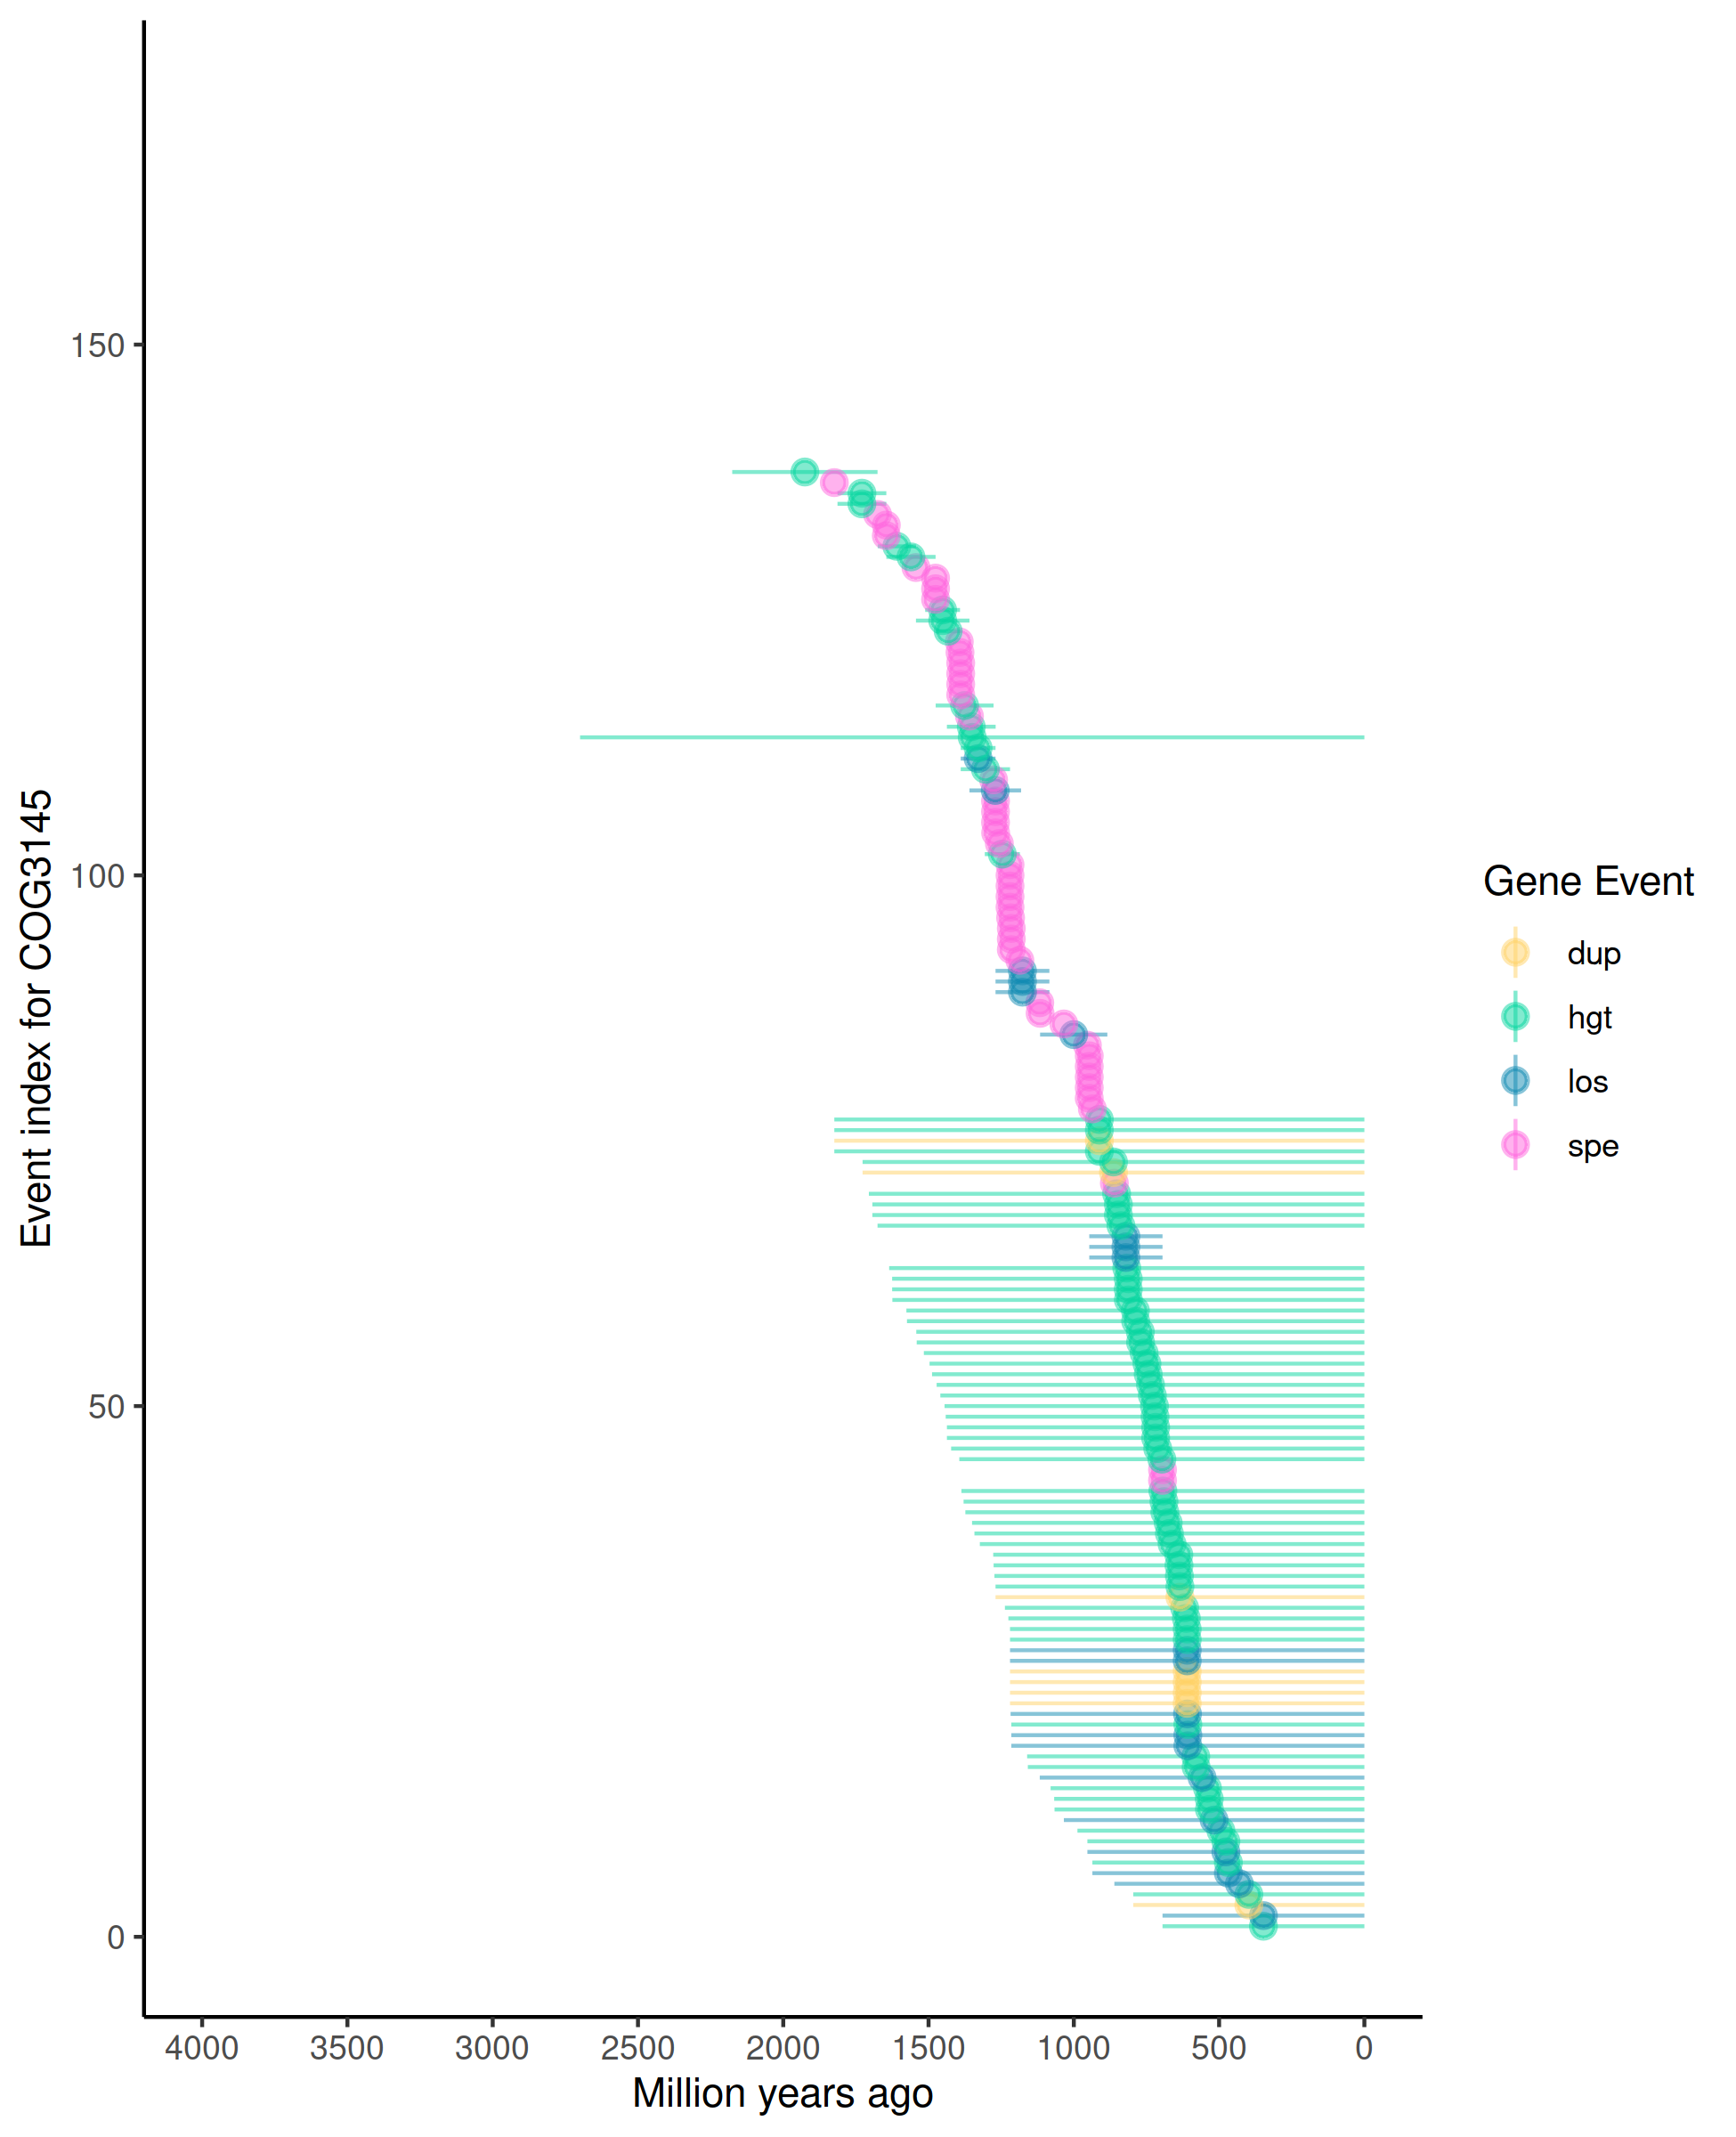 Event index for COG3145
150
100
50
0
4000 3500 3000 2500 2000 1500 1000 500 0
Million years ago
Gene Event
dup
hgt
los
spe